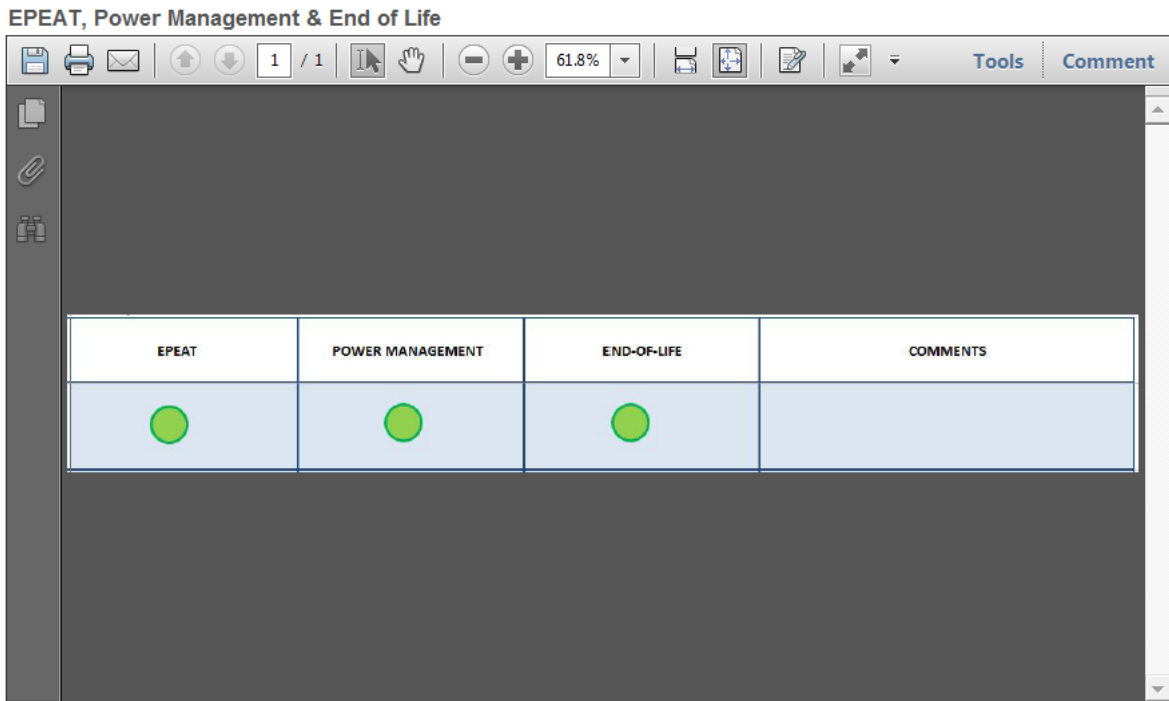 EPEAT, Power Management & End of Life
1 / 1 61.8% Tools Comment
EPEAT POWER MANAGEMENT END-OF-LIFE COMMENTS